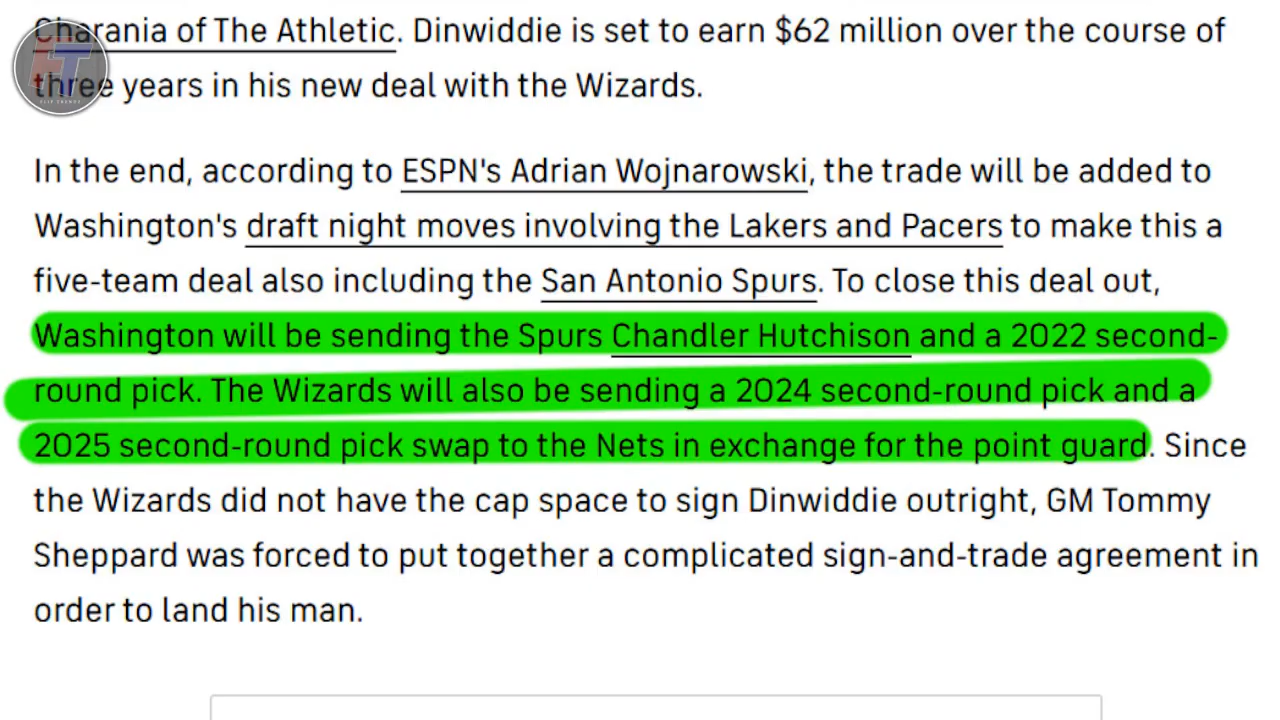 Charania of The Athletic. Dinwiddie is set to earn $62 million over the course of
three years in his new deal with the Wizards.
In the end, according to ESPN's Adrian Wojnarowski, the trade will be added to
Washington's draft night moves involving the Lakers and Pacers to make this a
five-team deal also including the San Antonio Spurs. To close this deal out,
Washington will be sending the Spurs Chandler Hutchison and a 2022 second-
round pick. The Wizards will also be sending a 2024 second-round pick and a
2025 second-round pick swap to the Nets in exchange for the point guard. Since
the Wizards did not have the cap space to sign Dinwiddie outright, GM Tommy
Sheppard was forced to put together a complicated sign-and-trade agreement in
order to land his man.